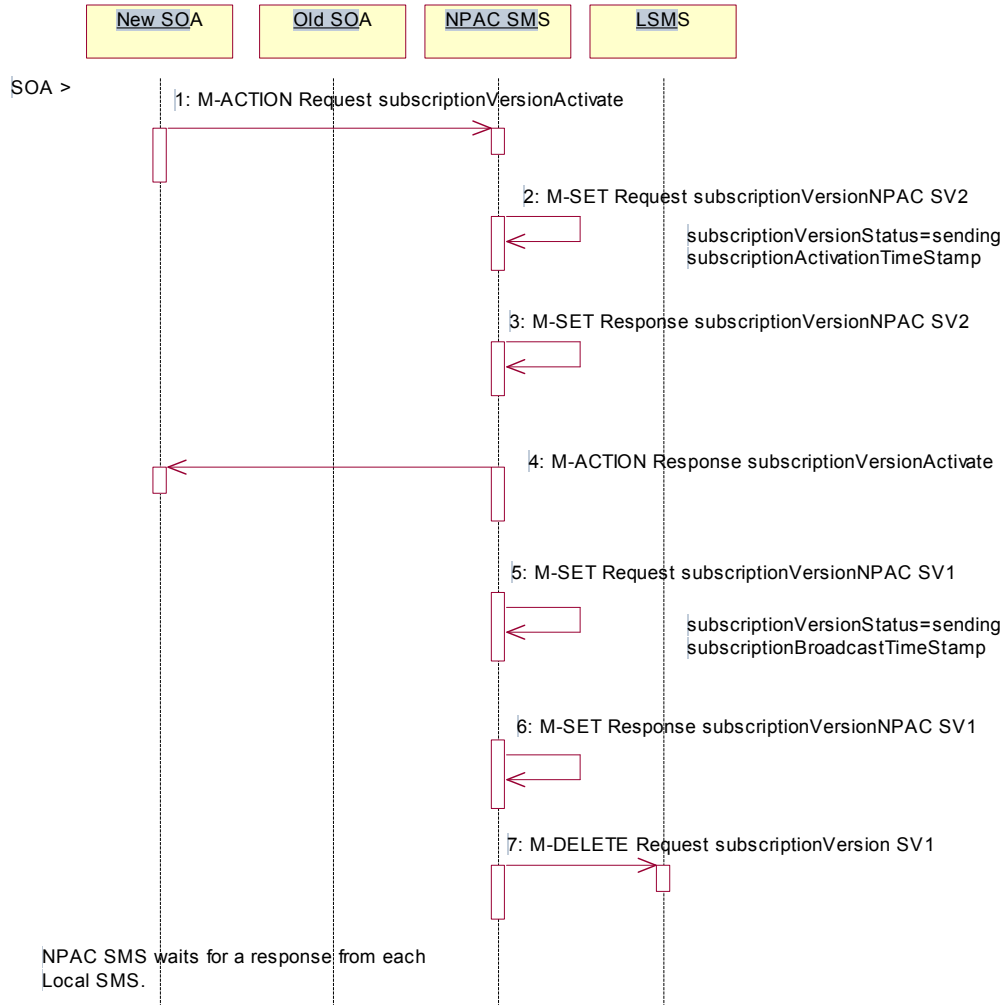 New SOA
Old SOA
NPAC SMS
LSMS
SOA >
1: M-ACTION Request subscriptionVersionActivate
2: M-SET Request subscriptionVersionNPAC SV2
subscriptionVersionStatus=sending
subscriptionActivationTimeStamp
3: M-SET Response subscriptionVersionNPAC SV2
4: M-ACTION Response subscriptionVersionActivate
5: M-SET Request subscriptionVersionNPAC SV1
subscriptionVersionStatus=sending
subscriptionBroadcastTimeStamp
6: M-SET Response subscriptionVersionNPAC SV1
7: M-DELETE Request subscriptionVersion SV1
NPAC SMS waits for a response from each
Local SMS.